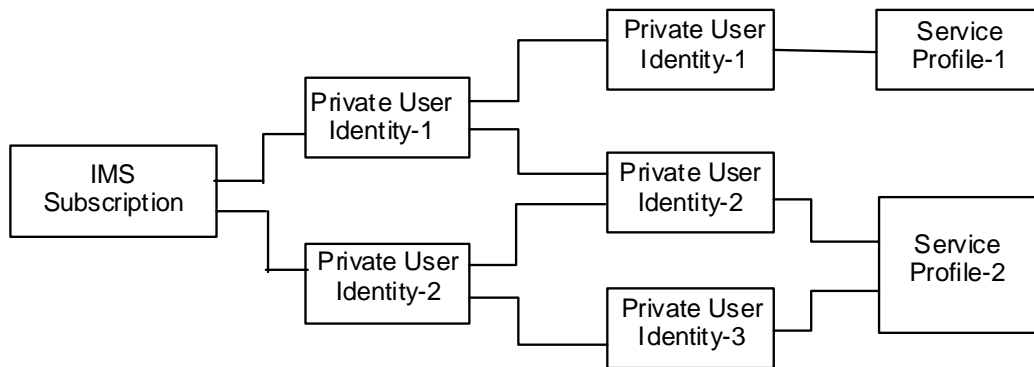 IMS
Subscription
Private User
Identity-1
Private User
Identity-2
Private User
Identity-1
Private User
Identity-2
Private User
Identity-3
Service
Profile-1
Service
Profile-2